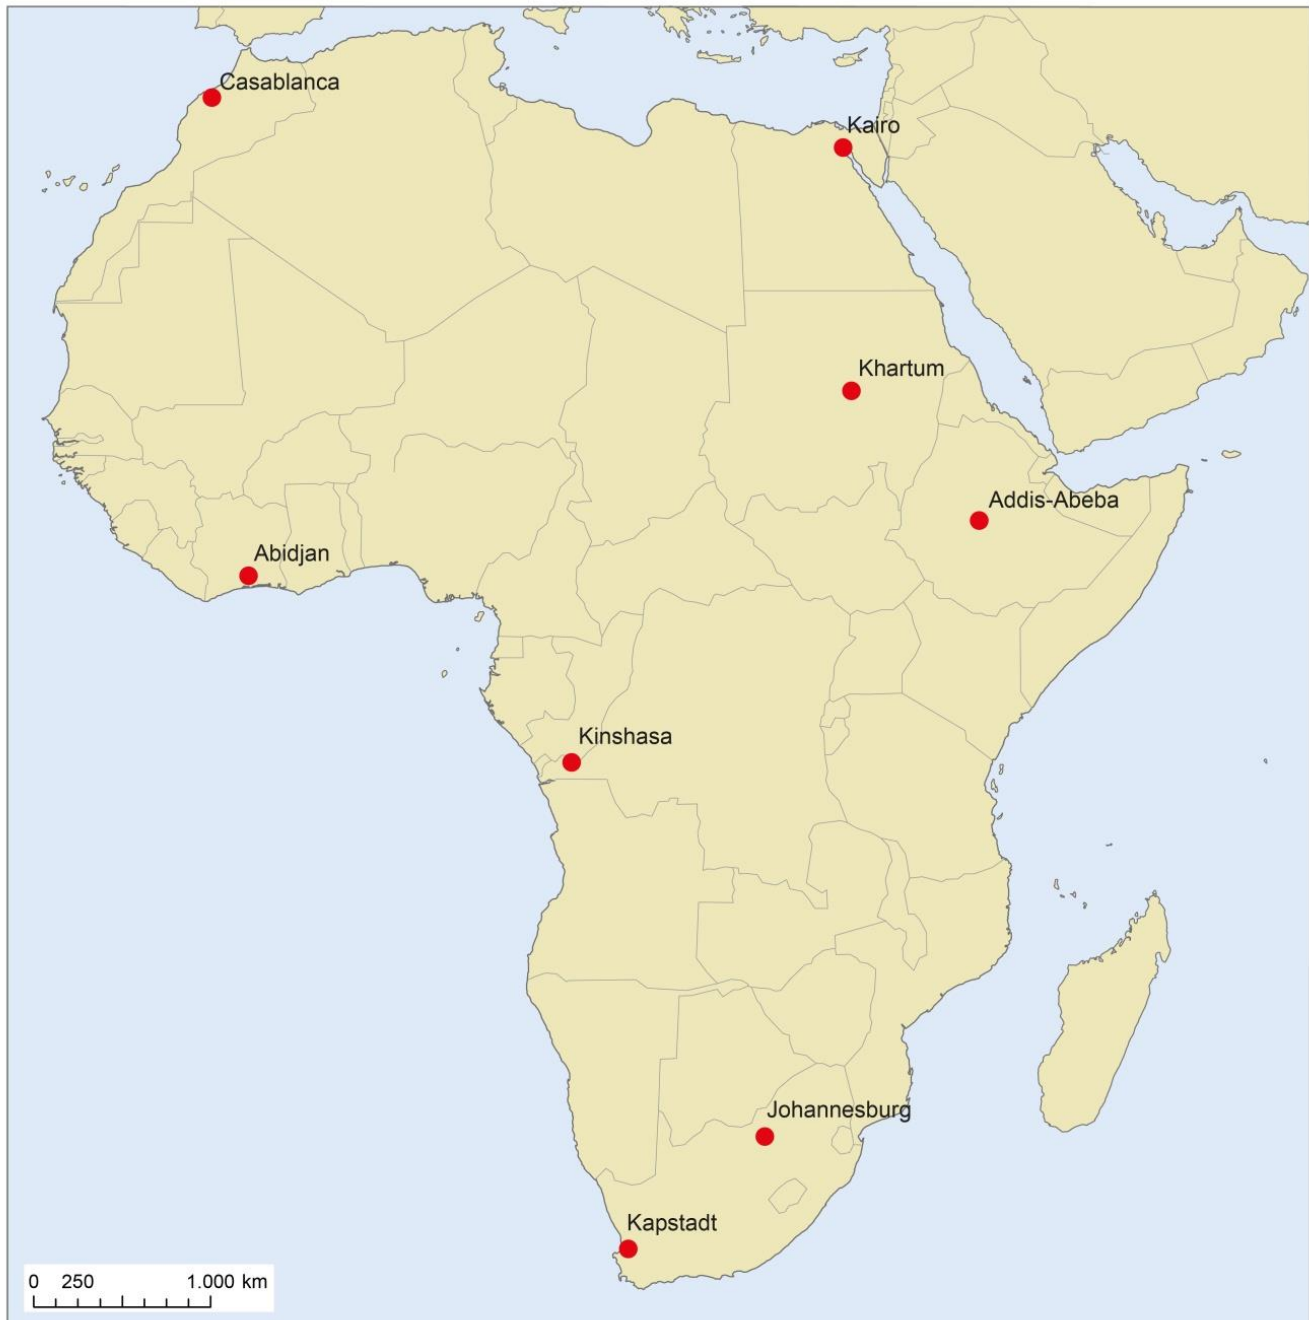 Casablanca
Kairo
Khartum
Addis-Abeba
Abidjan
Kinshasa
Johannesburg
Kapstadt
0 250 1.000 km